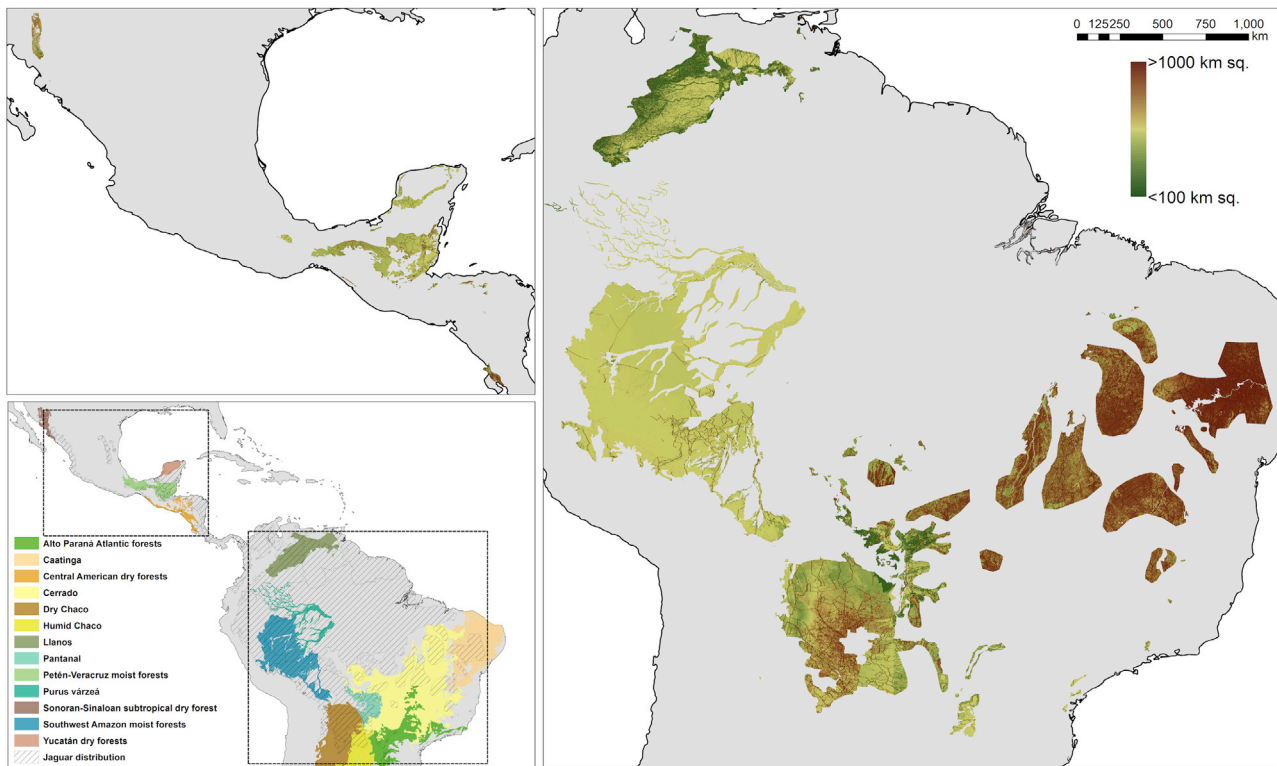 0 125250 500 750 1.000
km
>1000 km sq.
<100 km sq.
Alto Paraná Atlantic forests
Caatinga
Central American dry forests
Cerrado
Dry Chaco
Humid Chaco
Llanos
Pantanal
Petén-Veracruz moist forests
Purus várzeá
Sonoran-Sinaloan subtropical dry forest
Southwest Amazon moist forests
Yucatán dry forests
Jaguar distribution